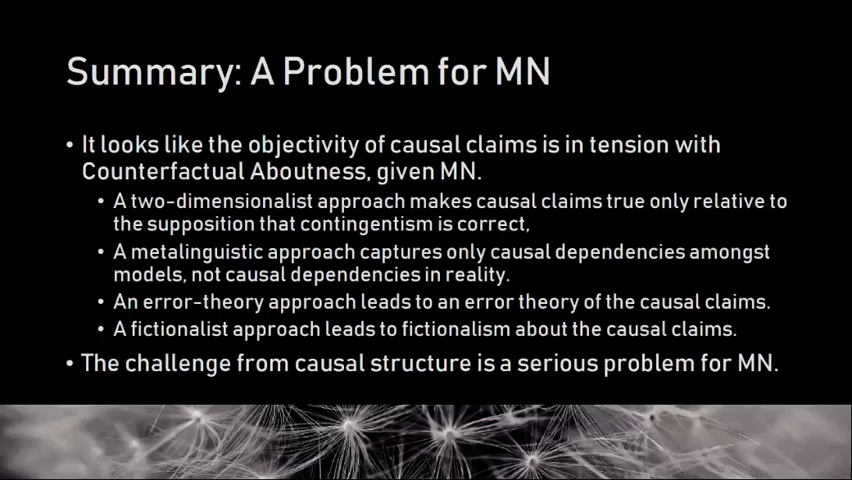 Summary: A Problem for MN
• It looks like the objectivity of causal claims is in tension with
Counterfactual Aboutness, given MN.
• A two-dimensionalist approach makes causal claims true only relative to
the supposition that contingentism is correct,
• A metalinguistic approach captures only causal dependencies amongst
models, not causal dependencies in reality.
• An error-theory approach leads to an error theory of the causal claims.
• A fictionalist approach leads to fictionalism about the causal claims.
• The challenge from causal structure is a serious problem for MN.